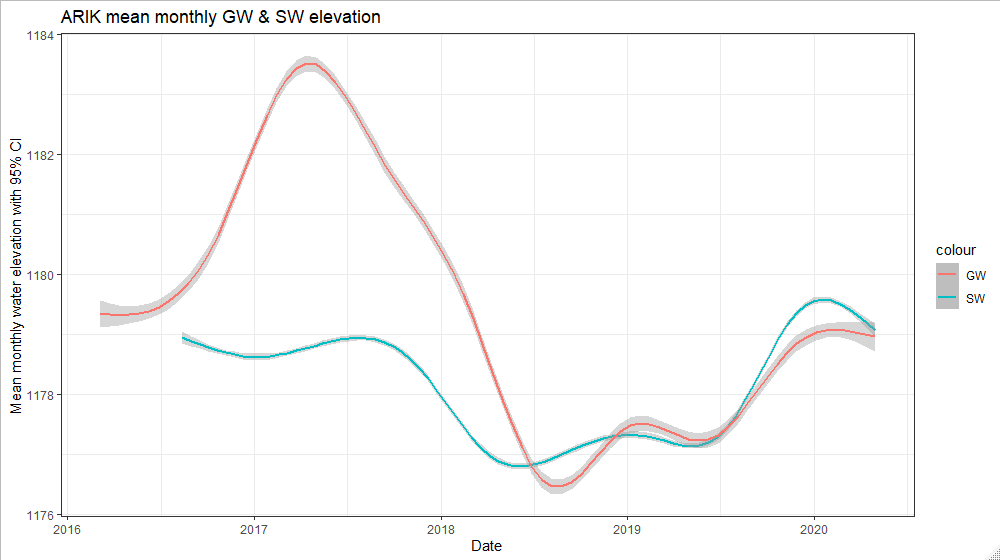 ARIK mean monthly GW & SW elevation
1184
1182
1180
1178
1176
Mean monthly water elevation with 95% CI
2016
2017
2018
2019
2020
Date
colour
GW
SW